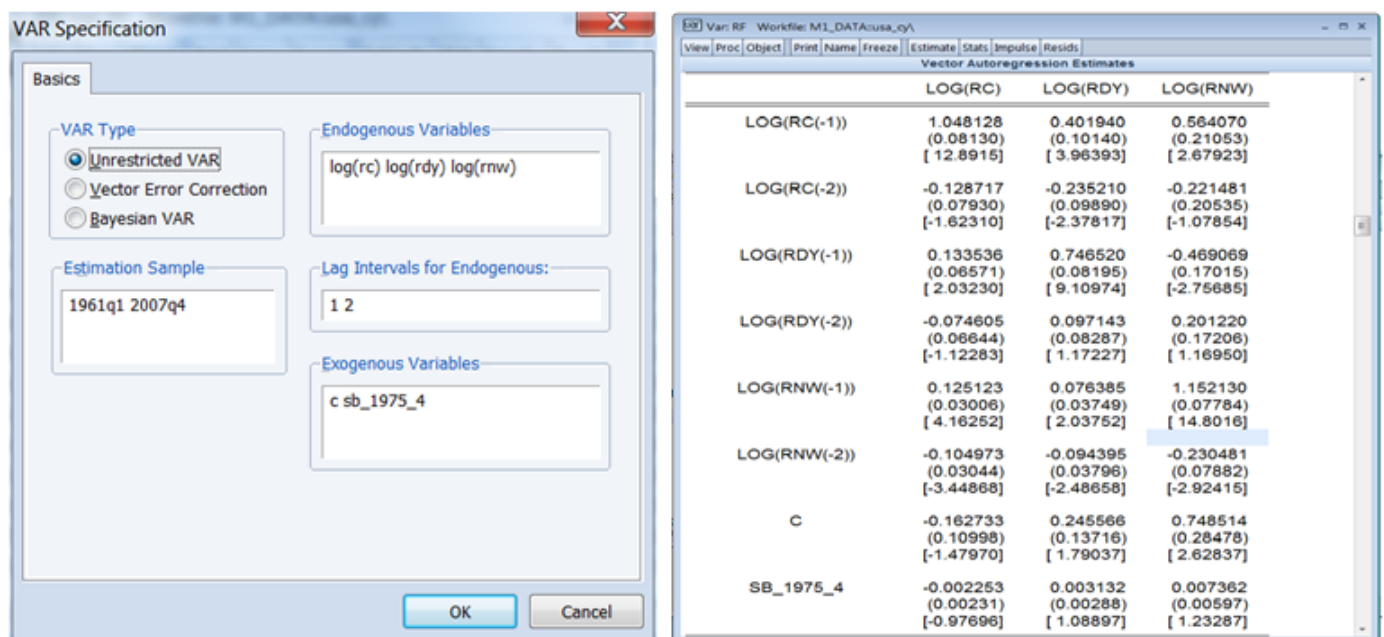 VAR Specification
X
Basics
VAR Type
Unrestricted VAR
Vector Error Correction
Bayesian VAR
Endogenous Variables
log(rc) log(rdy) log(rnw)
Estimation Sample
1961q1 2007q4
Lag Intervals for Endogenous:
1 2
Exogenous Variables
c sb_1975_4
OK Cancel
Var: RF Workfile: M1_DATA::usa_cy\
View Proc Object Print Name Freeze Estimate Stats Impulse Resids
Vector Autoregression Estimates
LOG(RC) LOG(RDY) LOG(RNW)
LOG(RC(-1)) 1.048128 0.401940 0.564070
(0.08130) (0.10140) (0.21053)
[ 12.8915] [ 3.96393] [ 2.67923]
LOG(RC(-2)) -0.128717 -0.235210 -0.221481
(0.07930) (0.09890) (0.20535)
[-1.62310] [-2.37817] [-1.07854]
LOG(RDY(-1)) 0.133536 0.746520 -0.469069
(0.06571) (0.08195) (0.17015)
[ 2.03230] [ 9.10974] [-2.75685]
LOG(RDY(-2)) -0.074605 0.097143 0.201220
(0.06644) (0.08287) (0.17206)
[-1.12283] [ 1.17227] [ 1.16950]
LOG(RNW(-1)) 0.125123 0.076385 1.152130
(0.03006) (0.03749) (0.07784)
[ 4.16252] [ 2.03752] [ 14.8016]
LOG(RNW(-2)) -0.104973 -0.094395 -0.230481
(0.03044) (0.03796) (0.07882)
[-3.44868] [-2.48658] [-2.92415]
C -0.162733 0.245566 0.748514
(0.10998) (0.13716) (0.28478)
[-1.47970] [ 1.79037] [ 2.62837]
SB_1975_4 -0.002253 0.003132 0.007362
(0.00231) (0.00288) (0.00597)
[-0.97696] [ 1.08897] [ 1.23287]